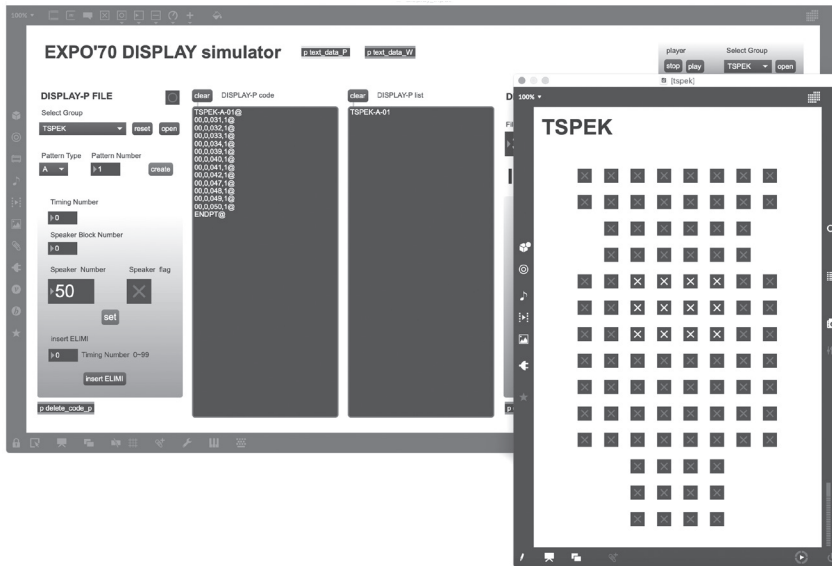 100%
EXPO'70 DISPLAY simulator
p text_data_P
p text_data_W
player
Select Group
stop
play
TSPEK
open
DISPLAY-P FILE
Select Group
TSPEK
reset
open
Pattern Type
Pattern Number
A
1
create
Timing Number
0
Speaker Block Number
0
Speaker Number
Speaker flag
50
set
insert ELIMI
0
Timing Number 0~99
insert ELIMI
p delete_code_p
clear
DISPLAY-P code
TSPEK-A-01@
00,0,031,1@
00,0,032,1@
00,0,033,1@
00,0,034,1@
00,0,039,1@
00,0,040,1@
00,0,041,1@
00,0,042,1@
00,0,047,1@
00,0,048,1@
00,0,049,1@
00,0,050,1@
ENDPT@
clear
DISPLAY-P list
TSPEK-A-01
[tspek]
100%
TSPEK